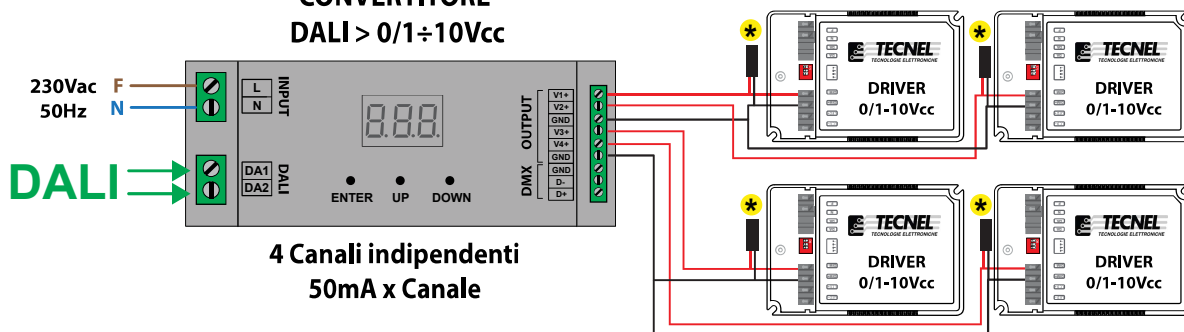 CONVERTITORE
DALI > 0/1÷10Vcc
230Vac F
50Hz N
DALI
L
N
INPUT
DA1
DA2
DALI
8.8.8.
ENTER UP DOWN
OUTPUT
DMX
V1+
V2+
GND
V3+
V4+
GND
GND
D-
D+
4 Canali indipendenti
50mA x Canale
*
TECNEL
TECNOLOGIE ELETTRONICHE
DRIVER
0/1-10Vcc
*
TECNEL
TECNOLOGIE ELETTRONICHE
DRIVER
0/1-10Vcc
*
TECNEL
TECNOLOGIE ELETTRONICHE
DRIVER
0/1-10Vcc
*
TECNEL
TECNOLOGIE ELETTRONICHE
DRIVER
0/1-10Vcc